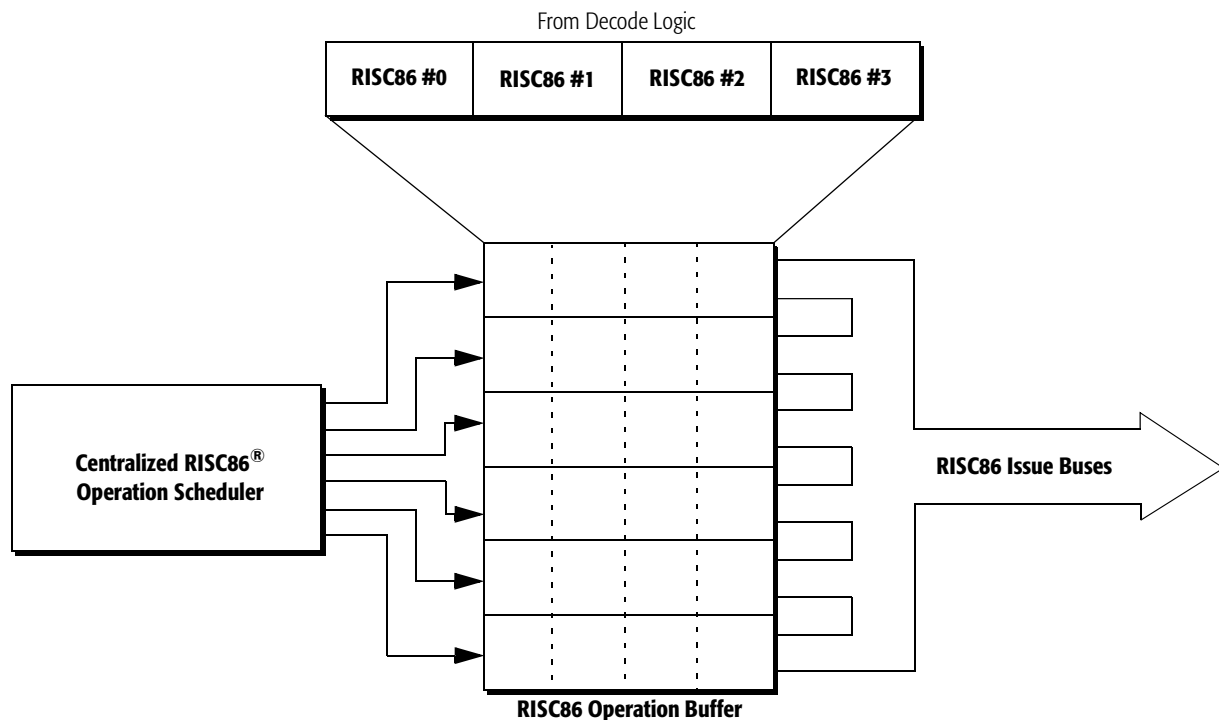 From Decode Logic
RISC86 #0
RISC86 #1
RISC86 #2
RISC86 #3
Centralized RISC86®
Operation Scheduler
RISC86 Issue Buses
RISC86 Operation Buffer